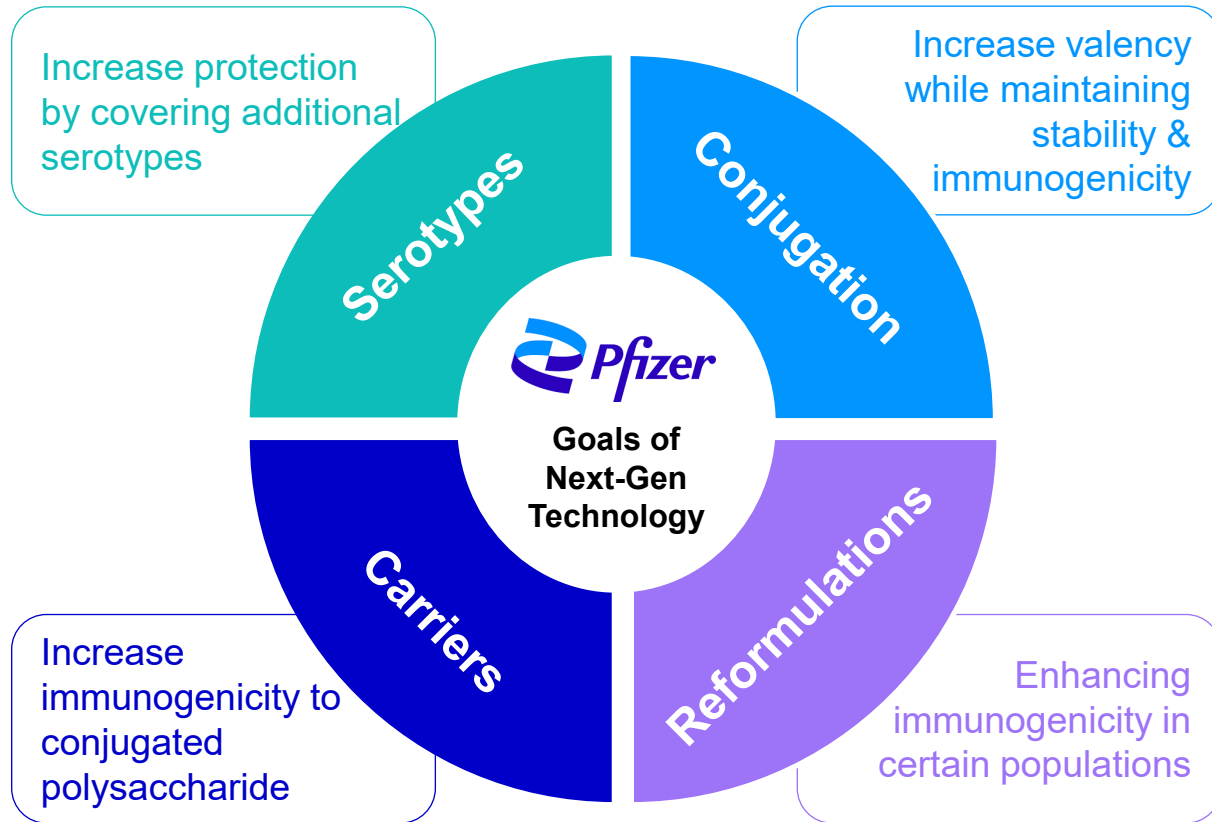 Increase protection
by covering additional
serotypes
Increase valency
while maintaining
stability &
immunogenicity
Serotypes
Conjugation
Pfizer
Goals of
Next-Gen
Technology
Carriers
Reformulations
Increase
immunogenicity to
conjugated
polysaccharide
Enhancing
immunogenicity in
certain populations